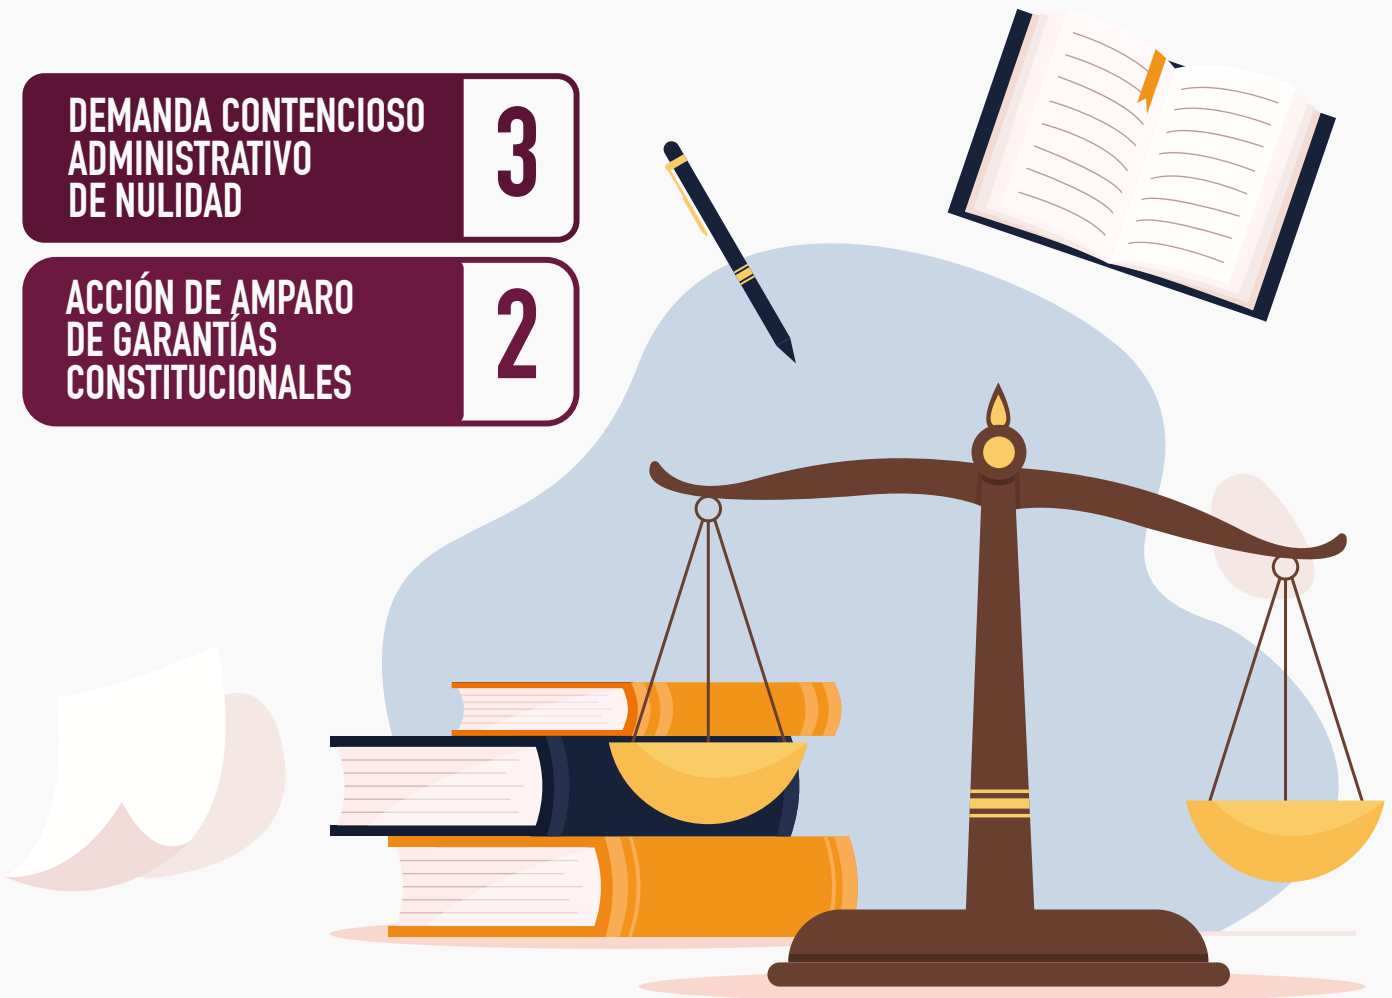 DEMANDA CONTENCIOSO
ADMINISTRATIVO
DE NULIDAD
3
ACCIÓN DE AMPARO
DE GARANTÍAS
CONSTITUCIONALES
2